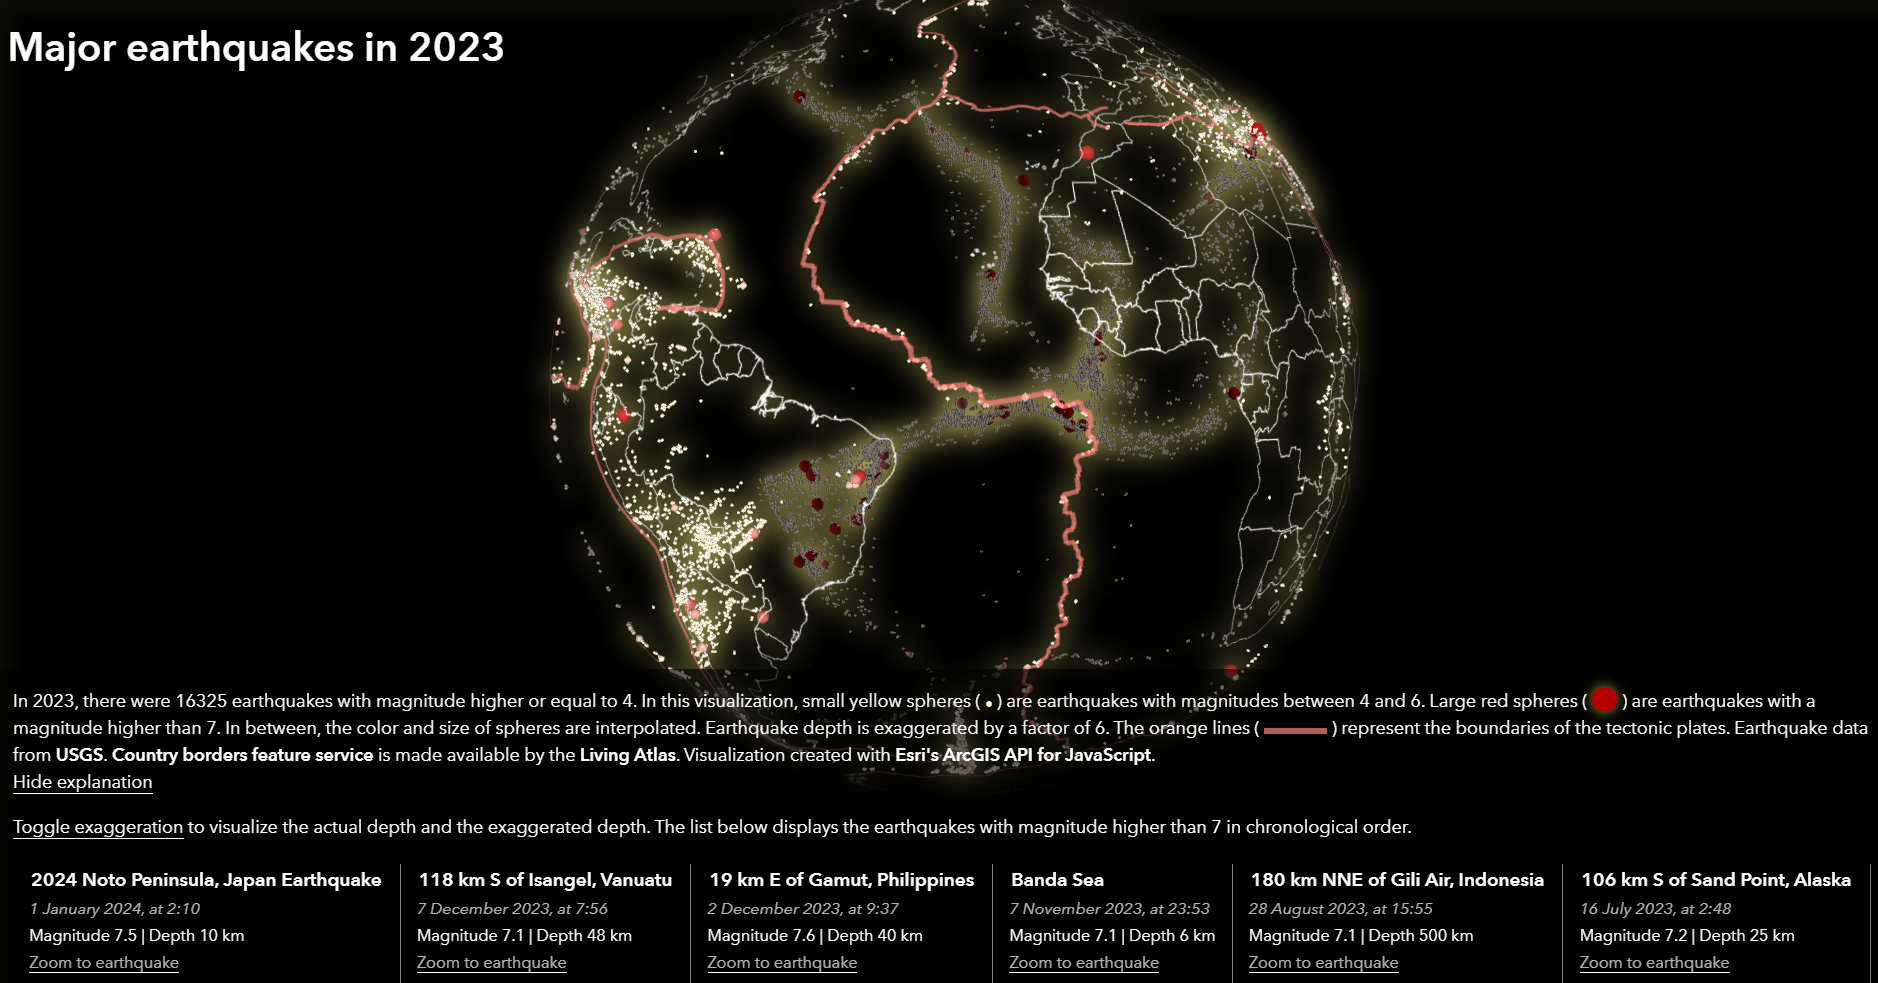 Major earthquakes in 2023
In 2023, there were 16325 earthquakes with magnitude higher or equal to 4. In this visualization, small yellow spheres ( ) are earthquakes with magnitudes between 4 and 6. Large red spheres ( ) are earthquakes with a
magnitude higher than 7. In between, the color and size of spheres are interpolated. Earthquake depth is exaggerated by a factor of 6. The orange lines ( ) represent the boundaries of the tectonic plates. Earthquake data
from USGS. Country borders feature service is made available by the Living Atlas. Visualization created with Esri's ArcGIS API for JavaScript.
Hide explanation
Toggle exaggeration to visualize the actual depth and the exaggerated depth. The list below displays the earthquakes with magnitude higher than 7 in chronological order.
2024 Noto Peninsula, Japan Earthquake
1 January 2024, at 2:10
Magnitude 7.5 | Depth 10 km
Zoom to earthquake
118 km S of Isangel, Vanuatu
7 December 2023, at 7:56
Magnitude 7.1 | Depth 48 km
Zoom to earthquake
19 km E of Gamut, Philippines
2 December 2023, at 9:37
Magnitude 7.6 | Depth 40 km
Zoom to earthquake
Banda Sea
7 November 2023, at 23:53
Magnitude 7.1 | Depth 6 km
Zoom to earthquake
180 km NNE of Gili Air, Indonesia
28 August 2023, at 15:55
Magnitude 7.1 | Depth 500 km
Zoom to earthquake
106 km S of Sand Point, Alaska
16 July 2023, at 2:48
Magnitude 7.2 | Depth 25 km
Zoom to earthquake